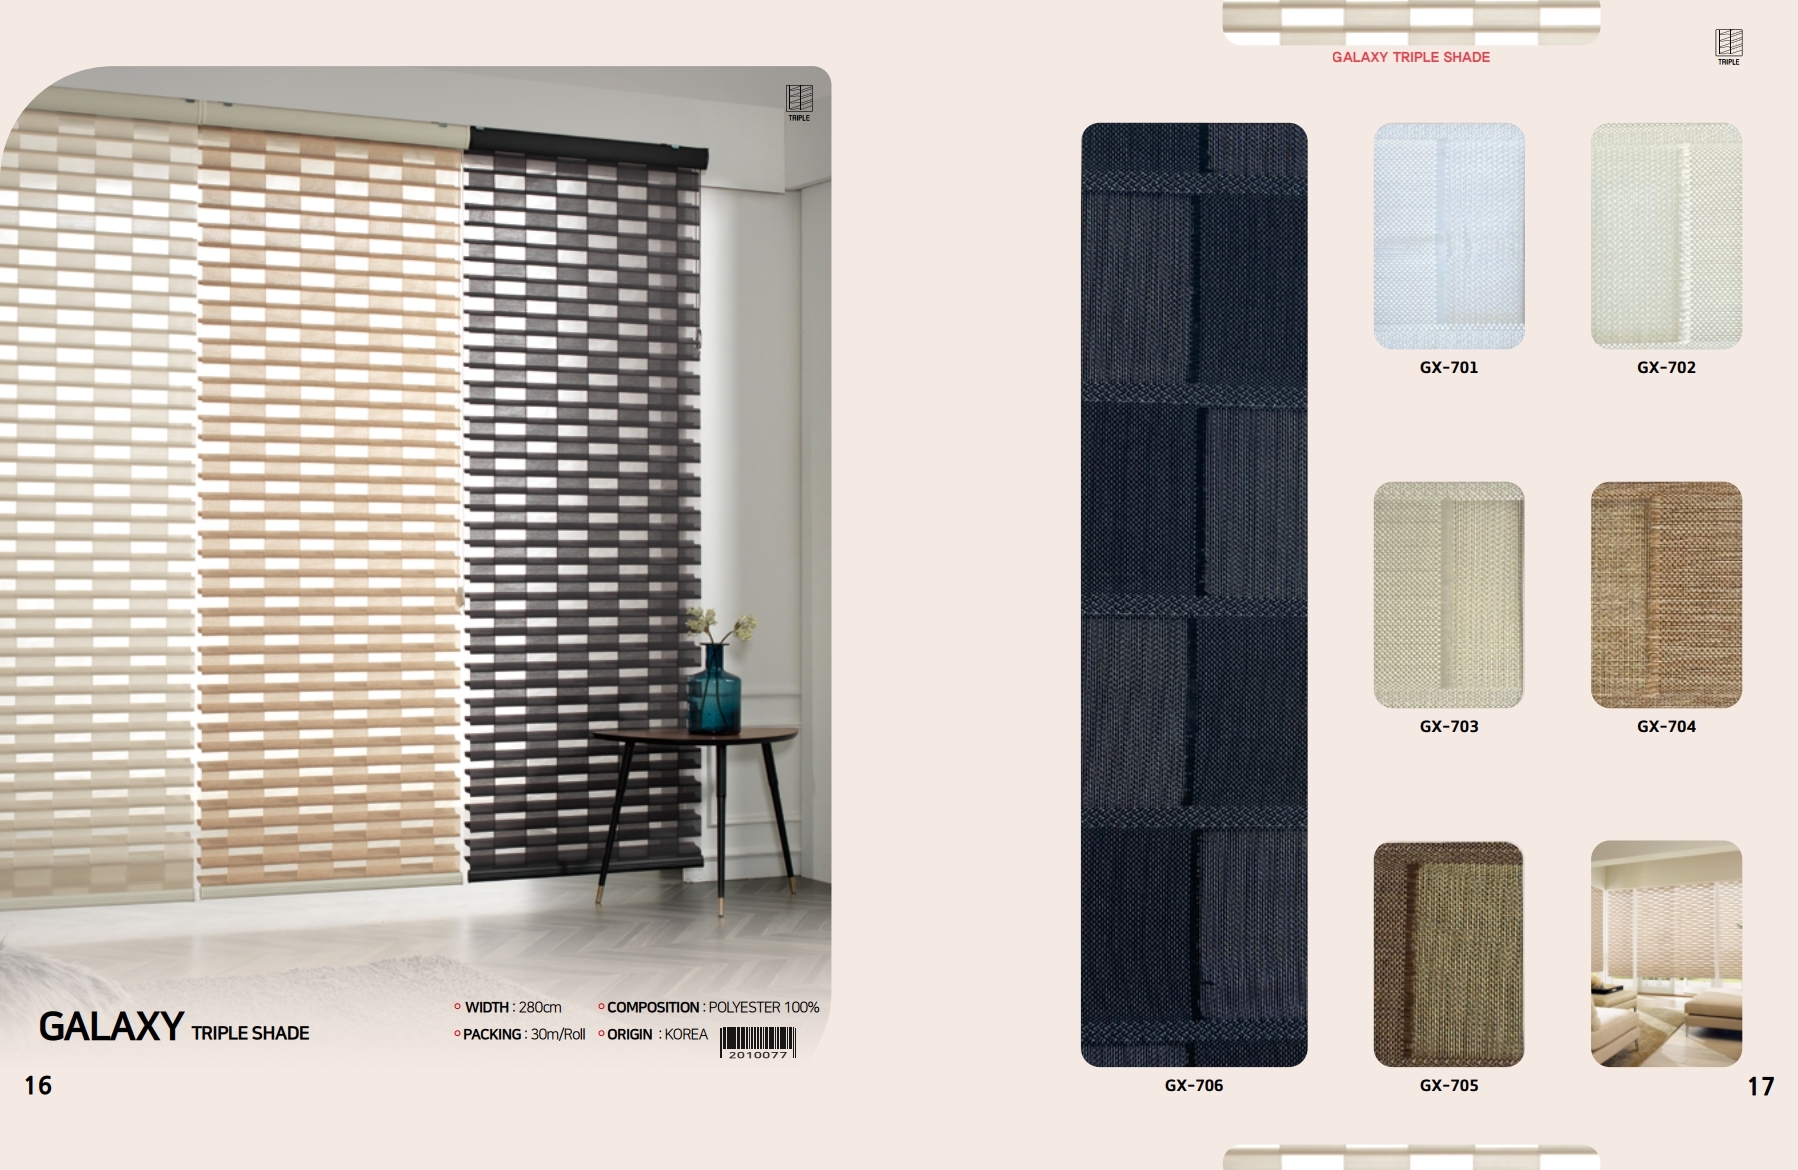 TRIPLE
GALAXY TRIPLE SHADE
WIDTH : 280cm
COMPOSITION : POLYESTER 100%
PACKING : 30m/Roll
ORIGIN : KOREA
2010077
16
GALAXY TRIPLE SHADE
TRIPLE
GX-701
GX-702
GX-703
GX-704
GX-706
GX-705
17